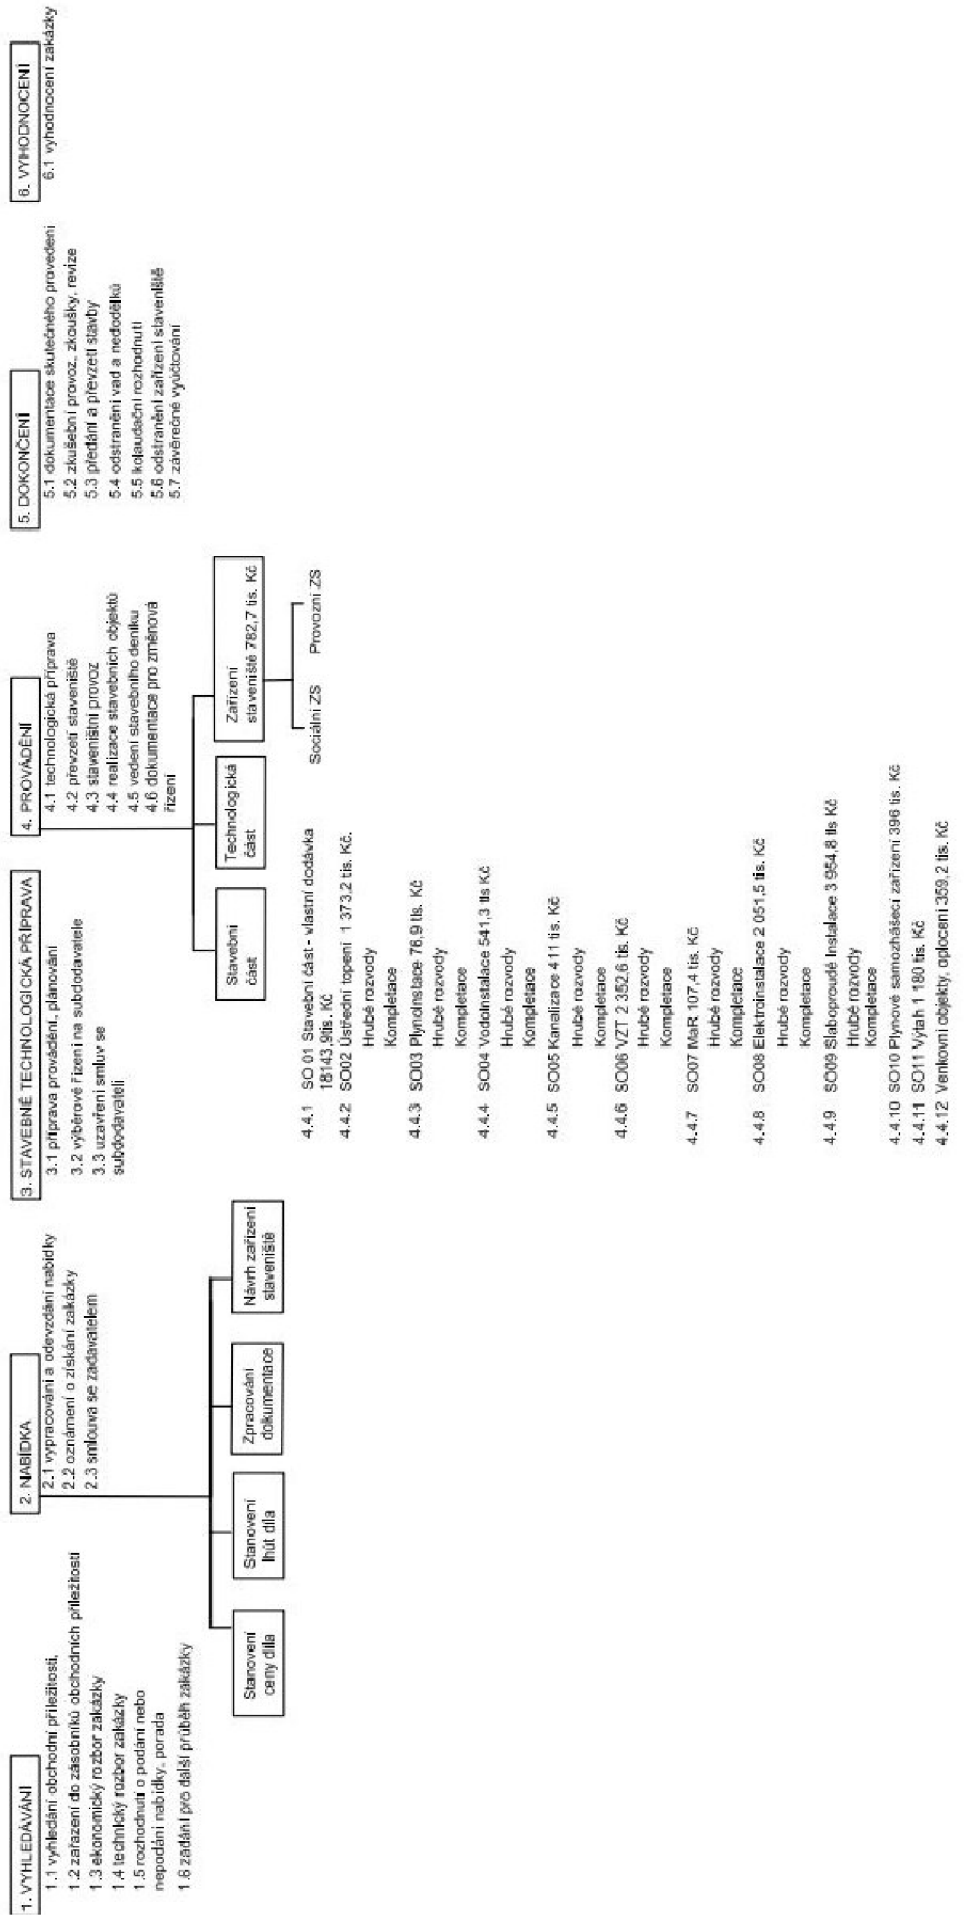 1. VYHLEDÁVÁNÍ
1.1 vyhledání obchodní příležitosti,
1.2 zařazení do zásobníků obchodních příležitostí
1.3 ekonomický rozbor zakázky
1.4 technický rozbor zakázky
1.5 rozhodnutí o podání nebo
nepodání nabídky, porada
1.6 zadání pro další průběh zakázky
2. NABÍDKA
2.1 vypracování a odevzdání nabídky
2.2 oznámení o získání zakázky
2.3 smlouva se zadavatelem
Stanovení
ceny díla
Stanovení
lhůt díla
Zpracování
dokumentace
Návrh zařízení
staveniště
3. STAVEBNĚ TECHNOLOGICKÁ PŘÍPRAVA
3.1 příprava provádění, plánování
3.2 výběrové řízení na subdodavatele
3.3 uzavření smluv se
subdodavateli
4. PROVÁDĚNÍ
4.1 technologická příprava
4.2 převzetí staveniště
4.3 staveništní provoz
4.4 realizace stavebních objektů
4.5 vedení stavebního deníku
4.6 dokumentace pro změnová
řízení
Stavební
část
Technologická
část
Zařízení
staveniště 782,7 tis. Kč
Sociální ZS
Provozní ZS
4.4.1 SO 01 Stavební část - vlastní dodávka
18143,9tis. Kč
4.4.2 SO02 Ústřední topení 1 373,2 tis. Kč.
Hrubé rozvody
Kompletace
4.4.3 SO03 Plynoinstace 76,9 tis. Kč
Hrubé rozvody
Kompletace
4.4.4 SO04 Vodoinstalace 541,3 tis Kč
Hrubé rozvody
Kompletace
4.4.5 SO05 Kanalizace 411 tis. Kč
Hrubé rozvody
Kompletace
4.4.6 SO06 VZT 2 352,6 tis. Kč
Hrubé rozvody
Kompletace
4.4.7 SO07 MaR 107,4 tis. Kč
Hrubé rozvody
Kompletace
4.4.8 SO08 Elektroinstalace 2 051,5 tis. Kč
Hrubé rozvody
Kompletace
4.4.9 SO09 Slaboproudé Instalace 3 954,8 tis Kč
Hrubé rozvody
Kompletace
4.4.10 SO10 Plynové samozhášecí zařízení 396 tis. Kč
4.4.11 SO11 Výtah 1 180 tis. Kč
4.4.12 Venkovní objekty, oplocení 359,2 tis. Kč
5. DOKONČENÍ
5.1 dokumentace skutečného provedení
5.2 zkušební provoz, zkoušky, revize
5.3 předání a převzetí stavby
5.4 odstranění vad a nedodělků
5.5 kolaudační rozhodnutí
5.6 odstranění zařízení staveniště
5.7 závěrečné vyúčtování
6. VYHODNOCENÍ
6.1 vyhodnocení zakázky